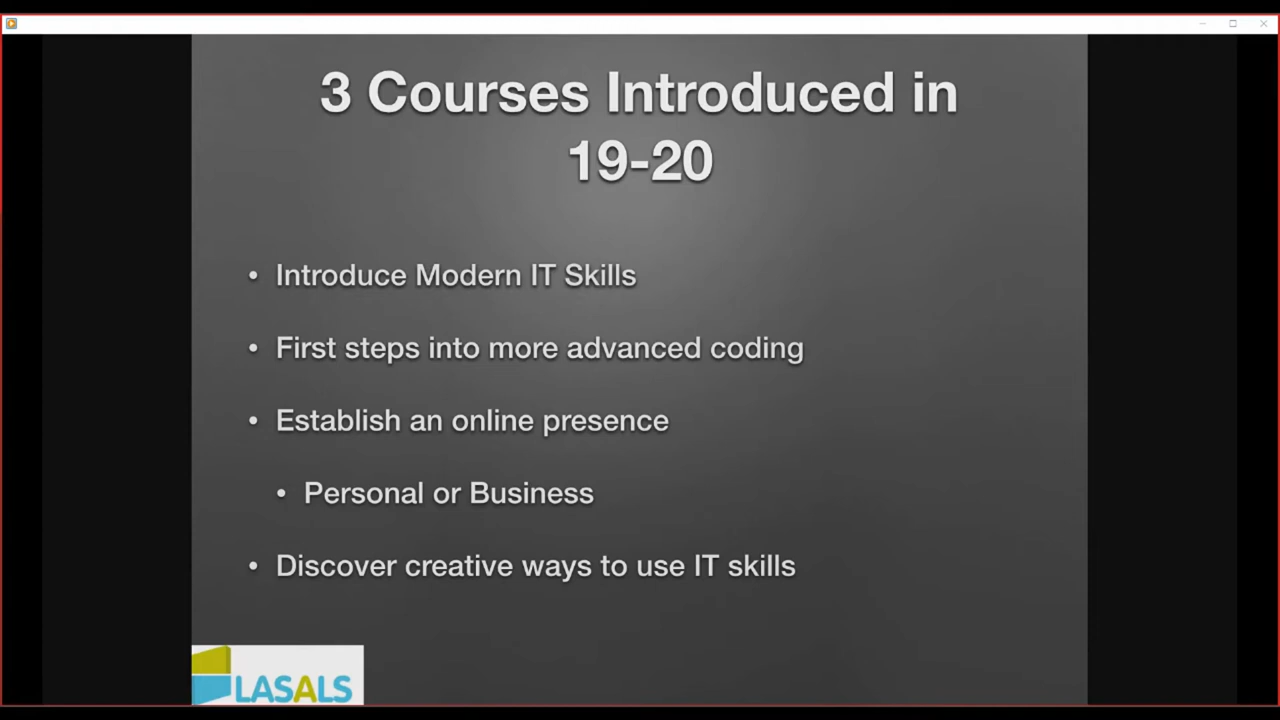 3 Courses Introduced in
19-20
• Introduce Modern IT Skills
• First steps into more advanced coding
• Establish an online presence
• Personal or Business
• Discover creative ways to use IT skills
LASALS